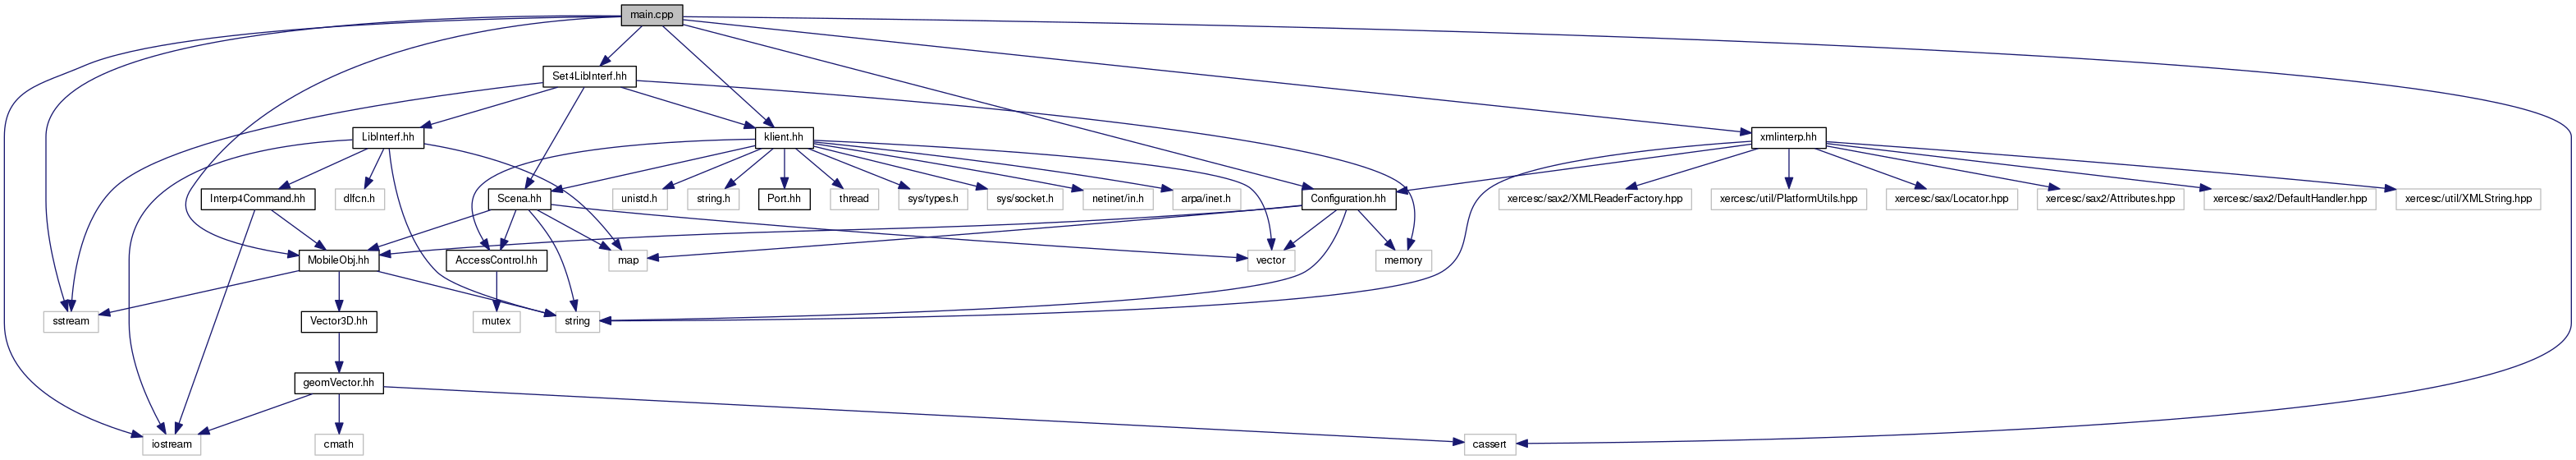 main.cpp
Set4LibInterf.hh
LibInterf.hh
klient.hh
xmlinterp.hh
Interp4Command.hh
dlfcn.h
Scena.hh
unistd.h
string.h
Port.hh
thread
sys/types.h
sys/socket.h
netinet/in.h
arpa/inet.h
Configuration.hh
xercesc/sax2/XMLReaderFactory.hpp
xercesc/util/PlatformUtils.hpp
xercesc/sax/Locator.hpp
xercesc/sax2/Attributes.hpp
xercesc/sax2/DefaultHandler.hpp
xercesc/util/XMLString.hpp
MobileObj.hh
AccessControl.hh
map
vector
memory
sstream
Vector3D.hh
mutex
string
geomVector.hh
iostream
cmath
cassert